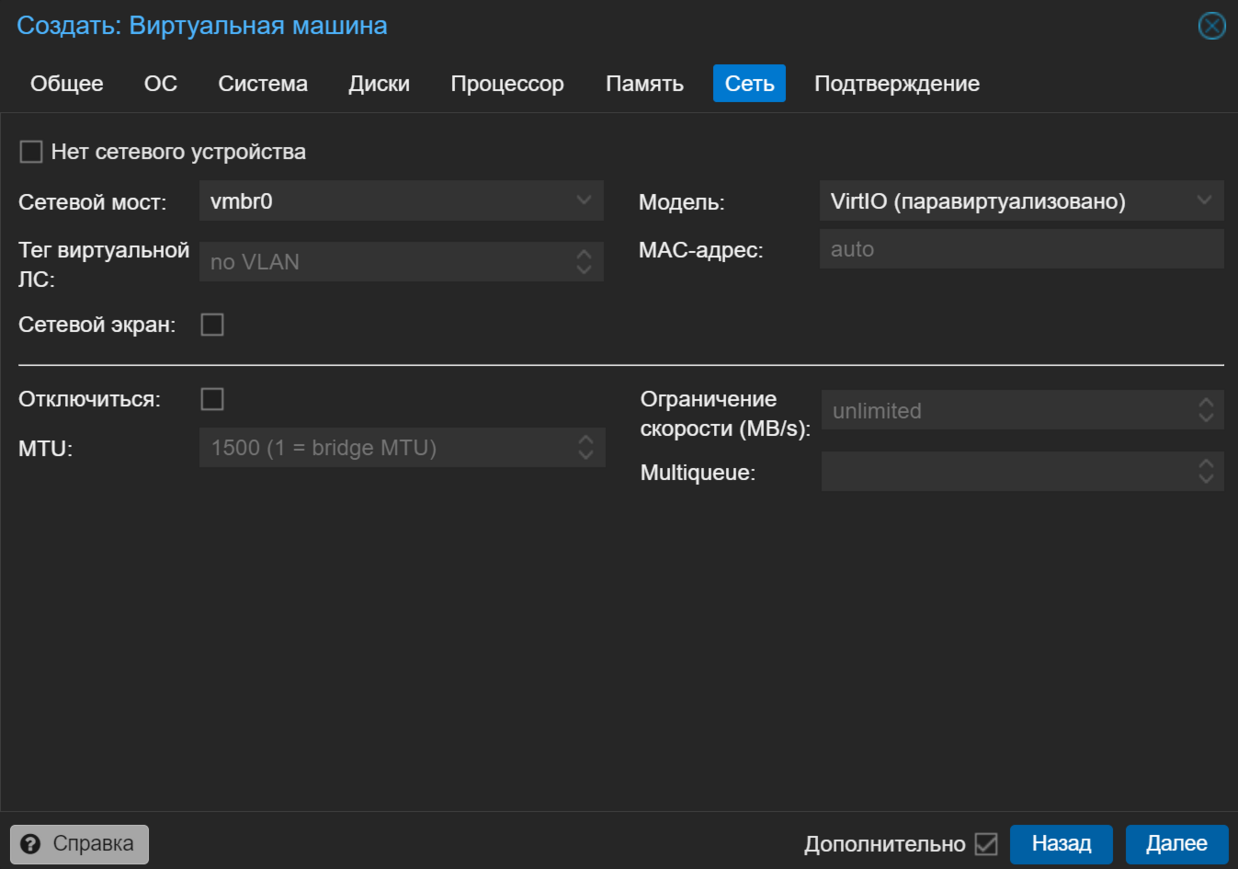 Создать: Виртуальная машина
Общее ОС Система Диски Процессор Память Сеть Подтверждение
Нет сетевого устройства
Сетевой мост: vmbr0
Модель: VirtIO (паравиртуализовано)
Тег виртуальной
ЛС: no VLAN
MAC-адрес: auto
Сетевой экран:
Отключиться:
Ограничение
скорости (MB/s): unlimited
MTU: 1500 (1 = bridge MTU)
Multiqueue:
Справка
Дополнительно Назад Далее